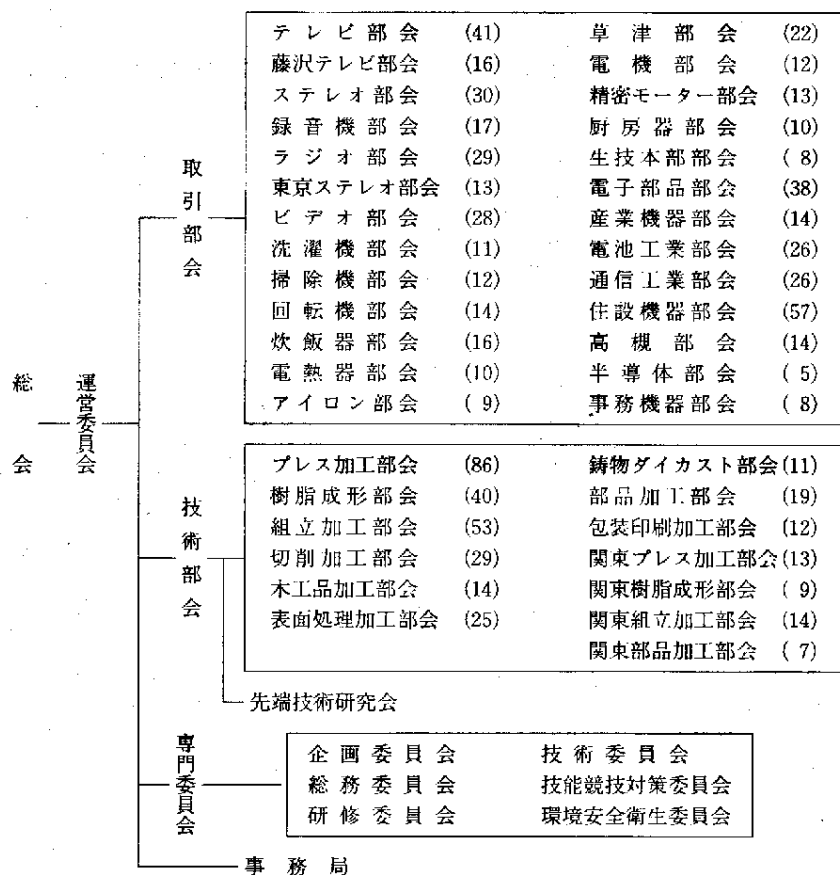 総会
運営委員会
取引部会
テレビ部会 (41) 草津部会 (22)
藤沢テレビ部会 (16) 電機部会 (12)
ステレオ部会 (30) 精密モーター部会 (13)
録音機部会 (17) 厨房器部会 (10)
ラジオ部会 (29) 生技本部部会 ( 8)
東京ステレオ部会 (13) 電子部品部会 (38)
ビデオ部会 (28) 産業機器部会 (14)
洗濯機部会 (11) 電池工業部会 (26)
掃除機部会 (12) 通信工業部会 (26)
回転機部会 (14) 住設機器部会 (57)
炊飯器部会 (16) 高槻部会 (14)
電熱器部会 (10) 半導体部会 ( 5)
アイロン部会 ( 9) 事務機器部会 ( 8)
技術部会
プレス加工部会 (86) 鋳物ダイカスト部会 (11)
樹脂成形部会 (40) 部品加工部会 (19)
組立加工部会 (53) 包装印刷加工部会 (12)
切削加工部会 (29) 関東プレス加工部会 (13)
木工品加工部会 (14) 関東樹脂成形部会 ( 9)
表面処理加工部会 (25) 関東組立加工部会 (14)
関東部品加工部会 ( 7)
先端技術研究会
専門委員会
企画委員会 技術委員会
総務委員会 技能競技対策委員会
研修委員会 環境安全衛生委員会
事務局